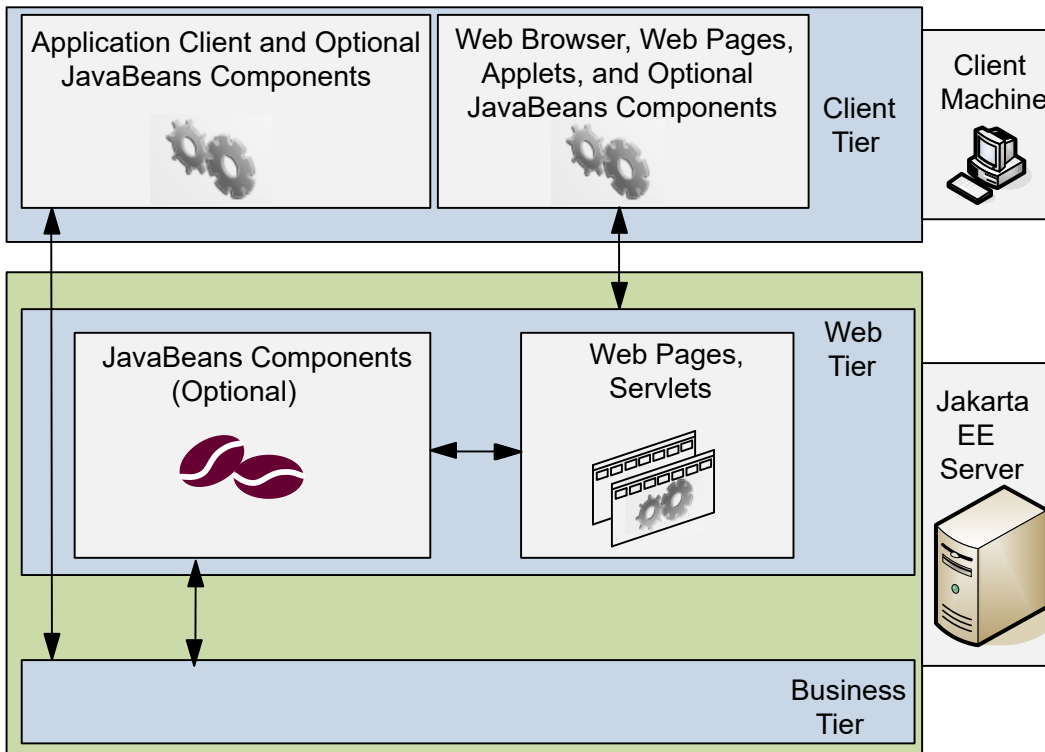 Application Client and Optional
JavaBeans Components
Web Browser, Web Pages,
Applets, and Optional
JavaBeans Components
Client
Tier
Client
Machine
Web
Tier
JavaBeans Components
(Optional)
Web Pages,
Servlets
Jakarta
EE
Server
Business
Tier